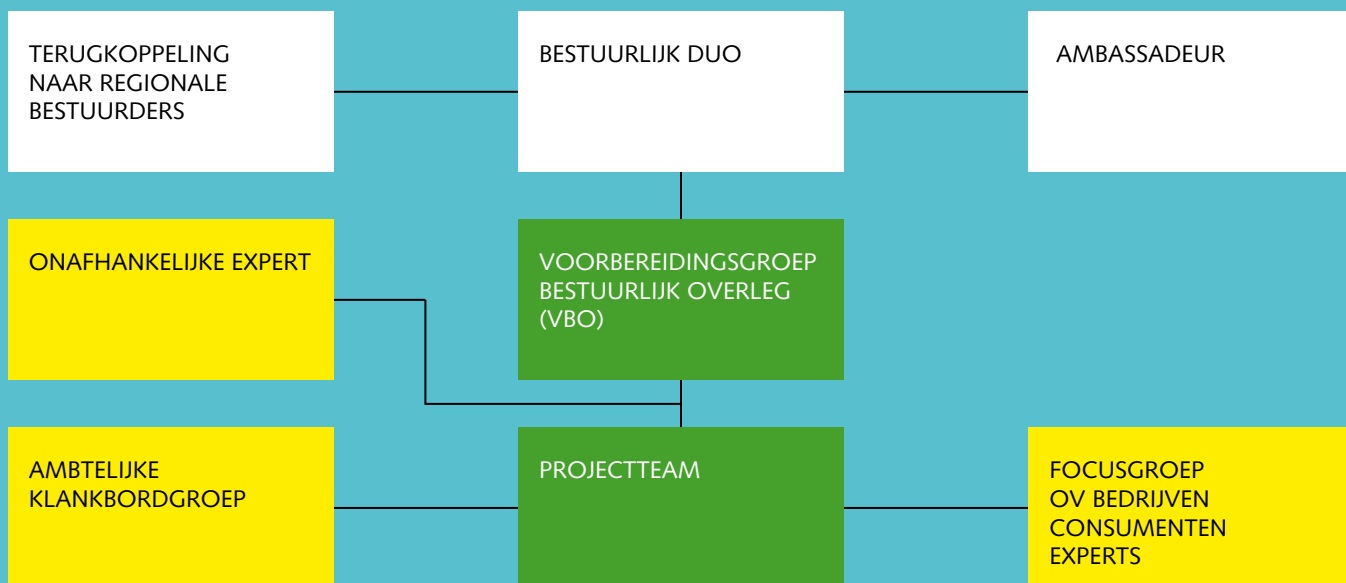 TERUGKOPPELING
NAAR REGIONALE
BESTUURDERS
BESTUURLIJK DUO
AMBASSADEUR
ONAFHANKELIJKE EXPERT
VOORBEREIDINGSGROEP
BESTUURLIJK OVERLEG
(VBO)
AMBTELIJKE
KLANKBORDGROEP
PROJECTTEAM
FOCUSGROEP
OV BEDRIJVEN
CONSUMENTEN
EXPERTS